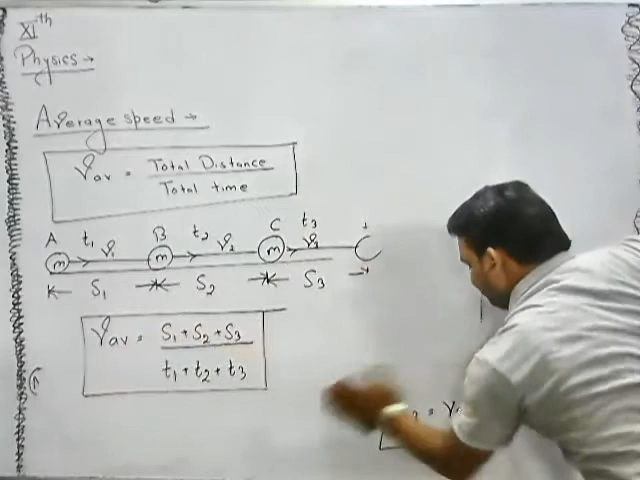 XIth
Physics →
Average speed →
Vav = Total Distance / Total time
A t1 V1 B t2 V2 C t3 V3
m m m
S1 S2 S3
Vav = S1 + S2 + S3 / t1 + t2 + t3